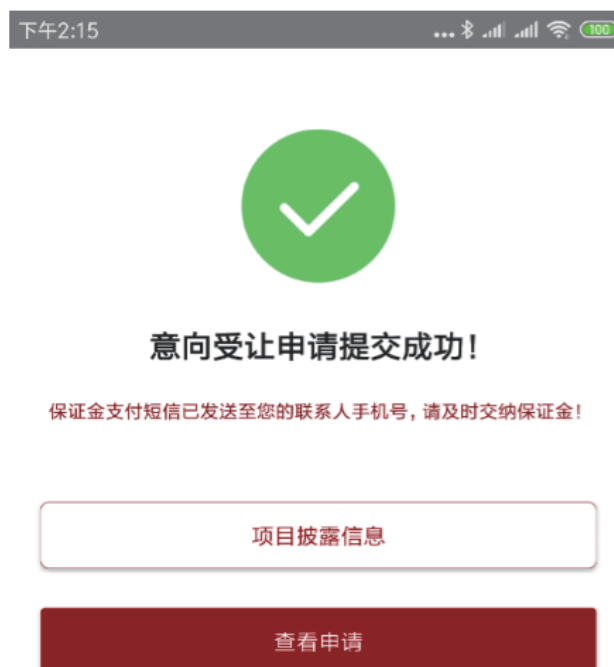 下午2:15
100
意向受让申请提交成功！
保证金支付短信已发送至您的联系人手机号，请及时交纳保证金！
项目披露信息
查看申请